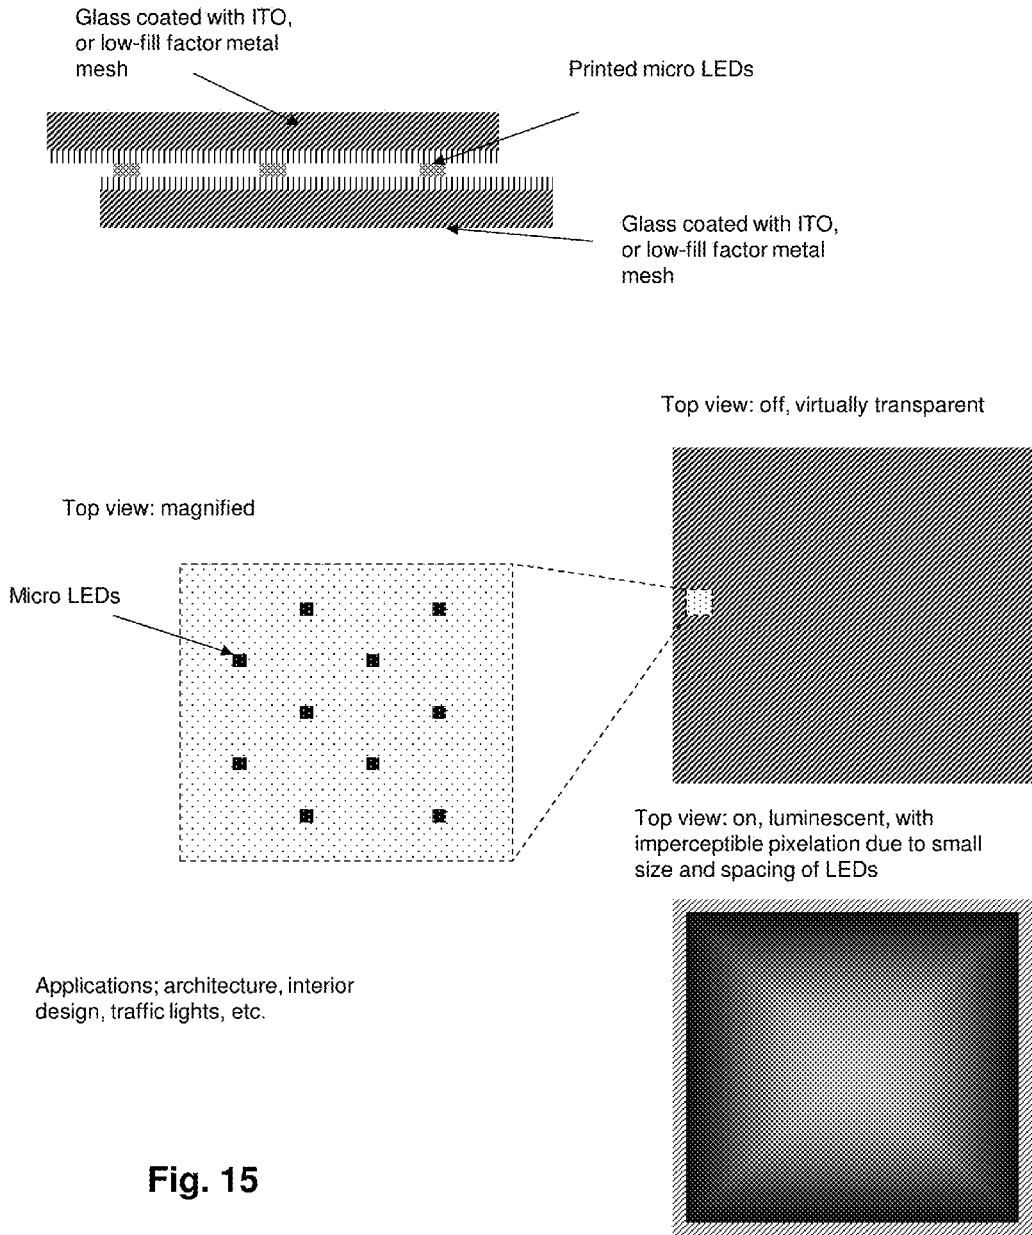 Glass coated with ITO,
or low-fill factor metal
mesh
Printed micro LEDs
Glass coated with ITO,
or low-fill factor metal
mesh
Top view: off, virtually transparent
Top view: magnified
Micro LEDs
Top view: on, luminescent, with
imperceptible pixelation due to small
size and spacing of LEDs
Applications; architecture, interior
design, traffic lights, etc.
Fig. 15